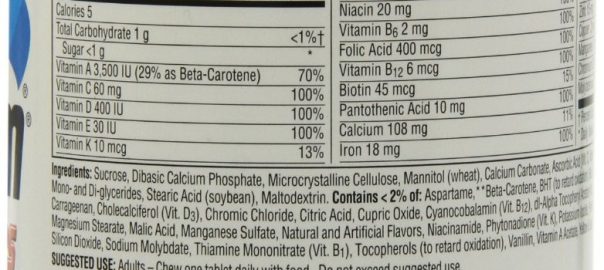 Calories 5
Total Carbohydrate 1 g <1%†
Sugar <1 g *
Vitamin A 3,500 IU (29% as Beta-Carotene) 70%
Vitamin C 60 mg 100%
Vitamin D 400 IU 100%
Vitamin E 30 IU 100%
Vitamin K 10 mcg 13%
Niacin 20 mg 100%
Vitamin B6 2 mg 100%
Folic Acid 400 mcg 100%
Vitamin B12 6 mcg 100%
Biotin 45 mcg 15%
Pantothenic Acid 10 mg 100%
Calcium 108 mg 11%
Iron 18 mg 100%
Ingredients: Sucrose, Dibasic Calcium Phosphate, Microcrystalline Cellulose, Mannitol (wheat), Calcium Carbonate, Ascorbic Acid
Mono- and Di-glycerides, Stearic Acid (soybean), Maltodextrin. Contains < 2% of: Aspartame,** Beta-Carotene, BHT (to retard
Carrageenan, Cholecalciferol (Vit. D3), Chromic Chloride, Citric Acid, Cupric Oxide, Cyanocobalamin (Vit. B12), dl-Alpha Tocopheryl
Magnesium Stearate, Malic Acid, Manganese Sulfate, Natural and Artificial Flavors, Niacinamide, Phytonadione (Vit. K), Potassium
Silicon Dioxide, Sodium Molybdate, Thiamine Mononitrate (Vit. B1), Tocopherols (to retard oxidation), Vanillin, Vitamin A Acetate,
SUGGESTED USE: Adults – Chew one tablet daily with food. Do not exceed suggested use.